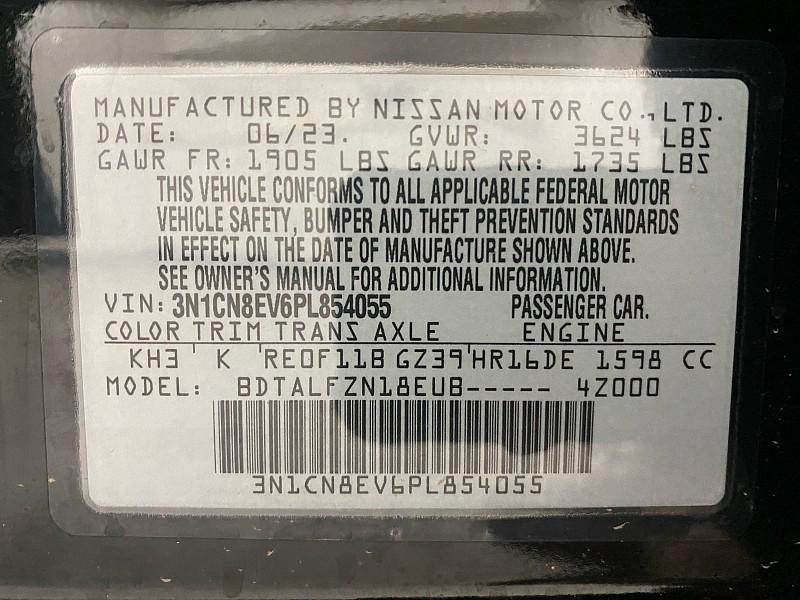 MANUFACTURED BY NISSAN MOTOR CO., LTD.
DATE: 06/23. GVWR: 3624 LBS
GAWR FR: 1905 LBS GAWR RR: 1735 LBS
THIS VEHICLE CONFORMS TO ALL APPLICABLE FEDERAL MOTOR
VEHICLE SAFETY, BUMPER AND THEFT PREVENTION STANDARDS
IN EFFECT ON THE DATE OF MANUFACTURE SHOWN ABOVE.
SEE OWNER'S MANUAL FOR ADDITIONAL INFORMATION.
VIN: 3N1CN8EV6PL854055 PASSENGER CAR.
COLOR TRIM TRANS AXLE ENGINE
KH3 K RE0F11B GZ39 HR16DE 1598 CC
MODEL: BDTALFZN18EUB----- 4Z000
3N1CN8EV6PL854055